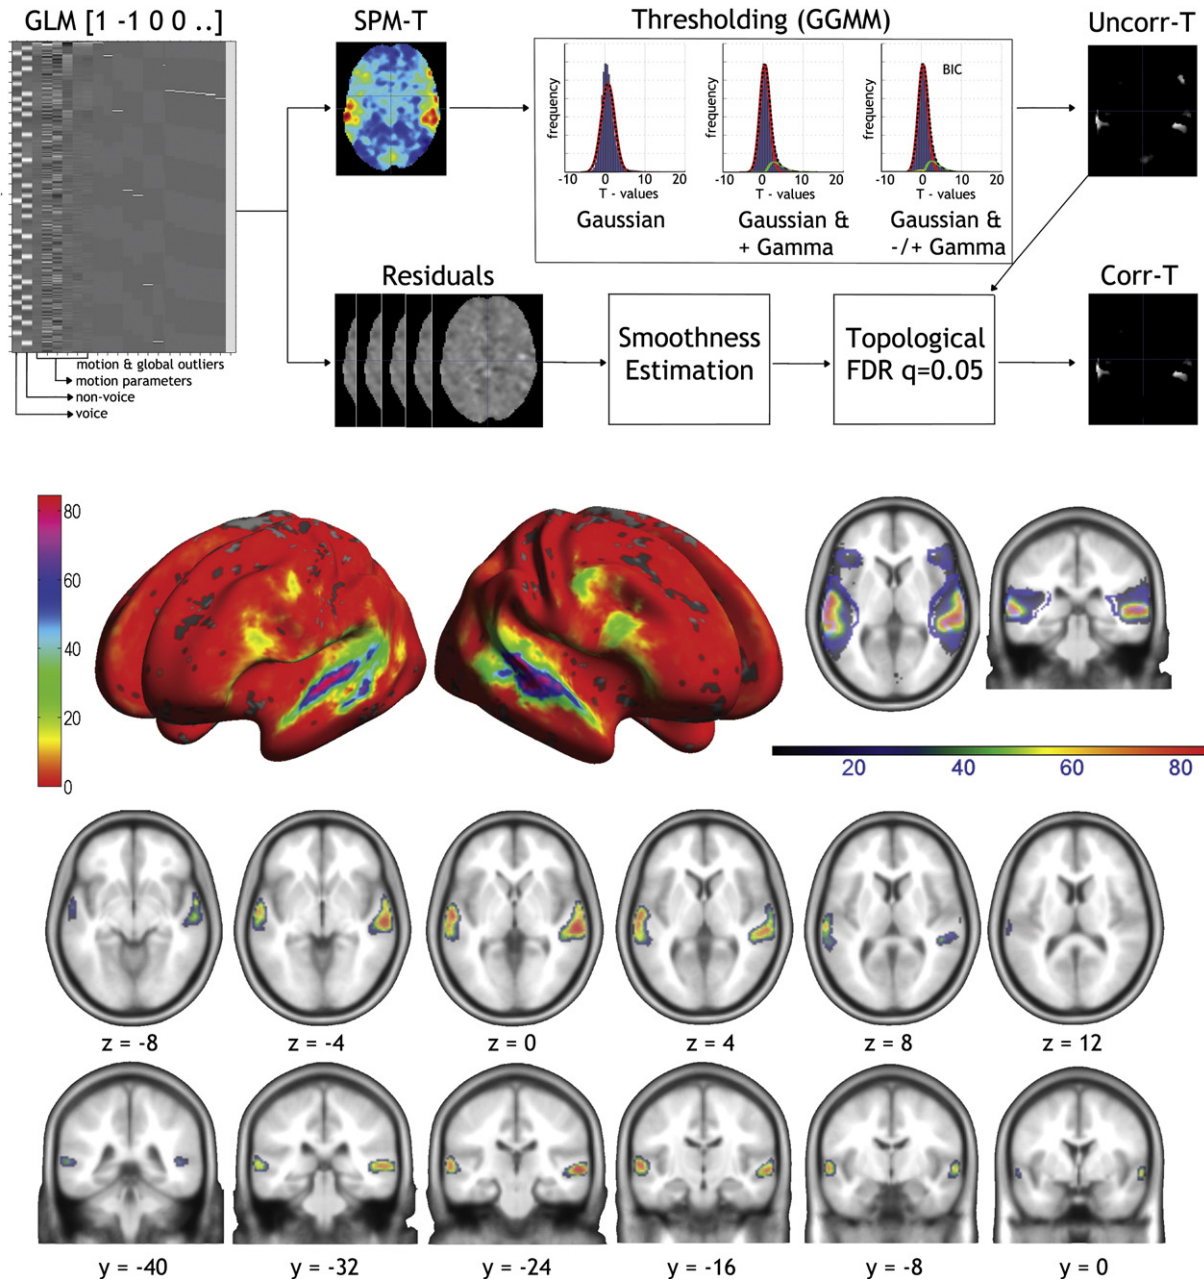 GLM [1 -1 0 0 ..]
SPM-T
Thresholding (GGMM)
Uncorr-T
frequency
-10 0 10 20
T - values
Gaussian
frequency
-10 0 10 20
T - values
Gaussian &
+ Gamma
BIC
frequency
-10 0 10 20
T - values
Gaussian &
-/+ Gamma
motion & global outliers
motion parameters
non-voice
voice
Residuals
Smoothness
Estimation
Topological
FDR q=0.05
Corr-T
80
60
40
20
0
20 40 60 80
z = -8
z = -4
z = 0
z = 4
z = 8
z = 12
y = -40
y = -32
y = -24
y = -16
y = -8
y = 0